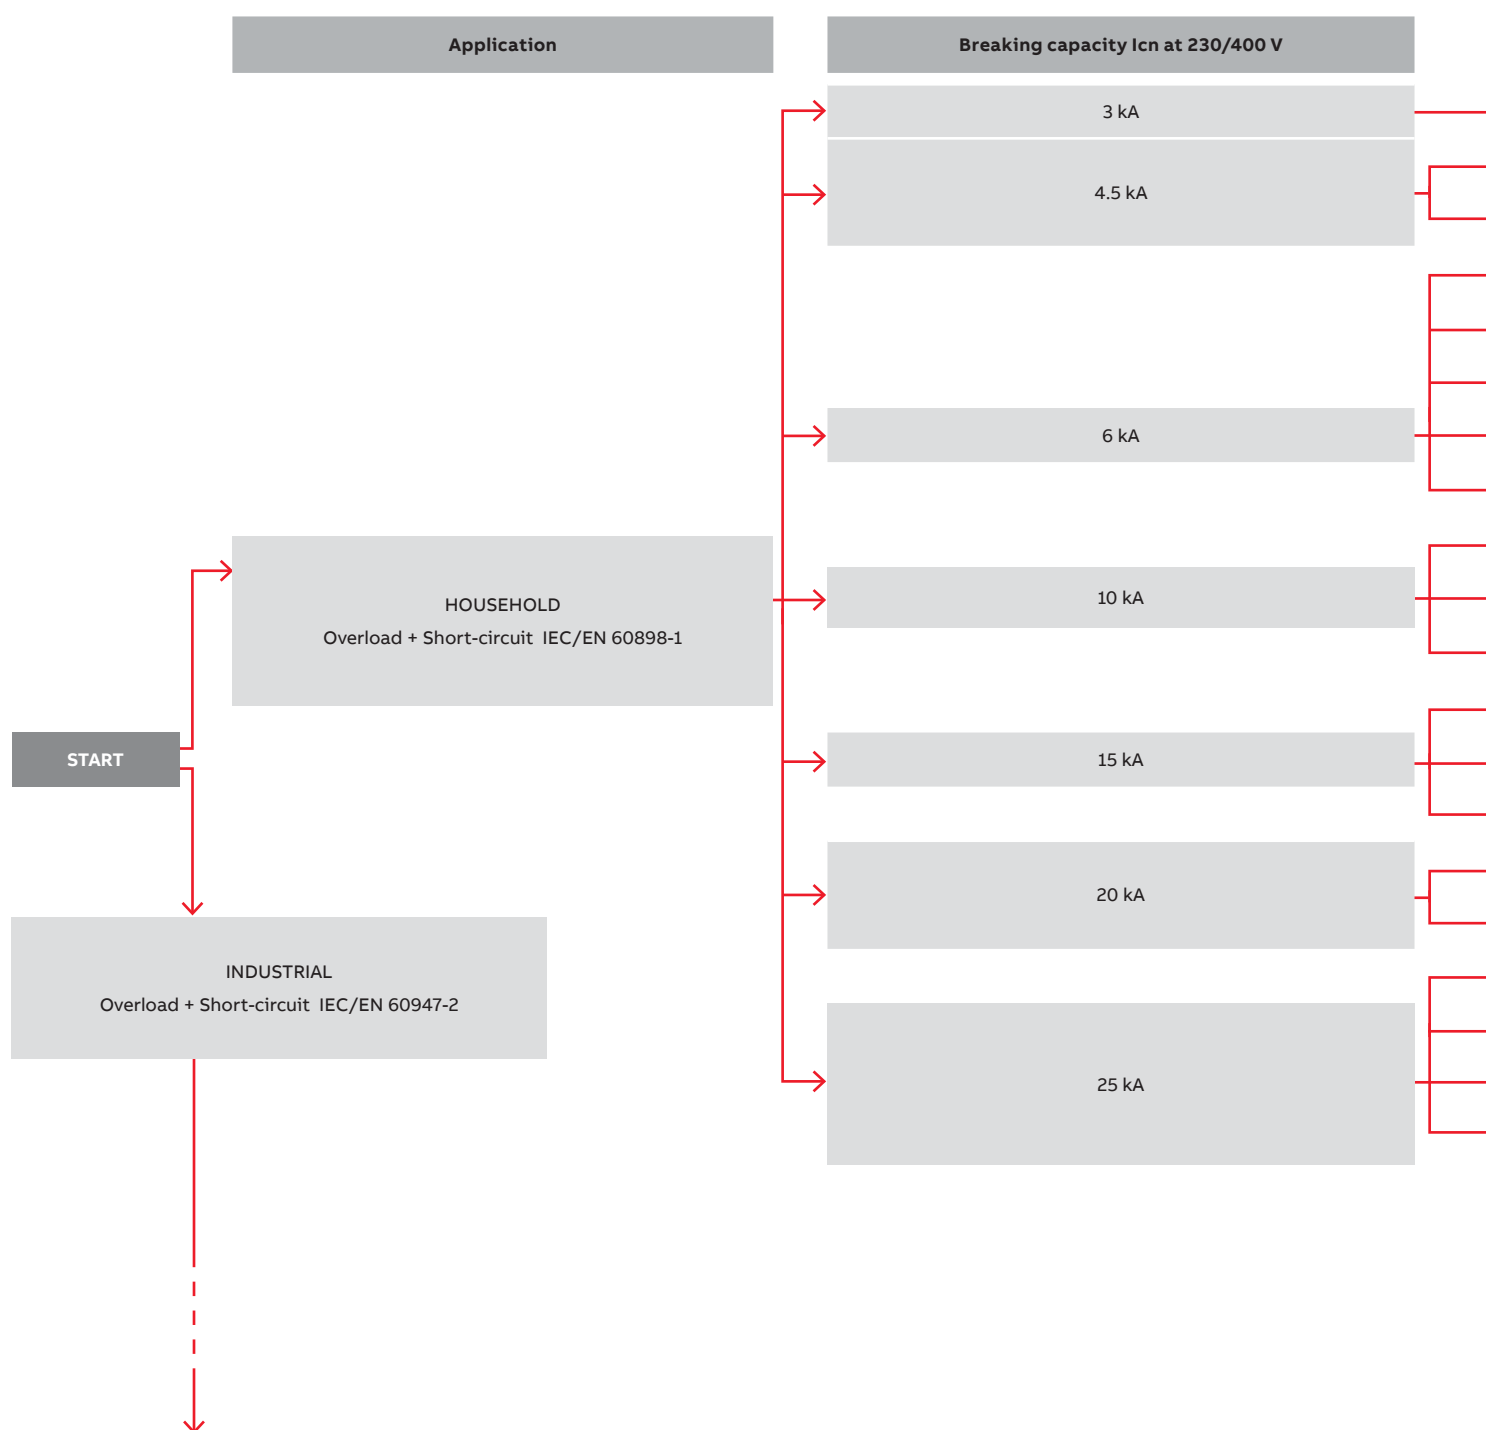 Application
Breaking capacity Icn at 230/400 V
3 kA
4.5 kA
6 kA
HOUSEHOLD
Overload + Short-circuit IEC/EN 60898-1
10 kA
START
15 kA
20 kA
INDUSTRIAL
Overload + Short-circuit IEC/EN 60947-2
25 kA